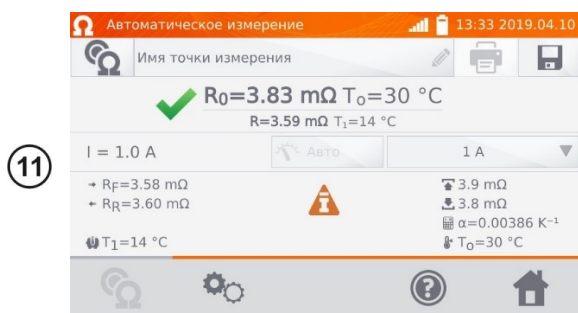 Автоматическое измерение 13:33 2019.04.10
Имя точки измерения
R₀=3.83 mΩ Tₒ=30 °C
R=3.59 mΩ T₁=14 °C
11
I = 1.0 A Авто 1 A
RF=3.58 mΩ 3.9 mΩ
RR=3.60 mΩ 3.8 mΩ
α=0.00386 K⁻¹
T₁=14 °C Tₒ=30 °C